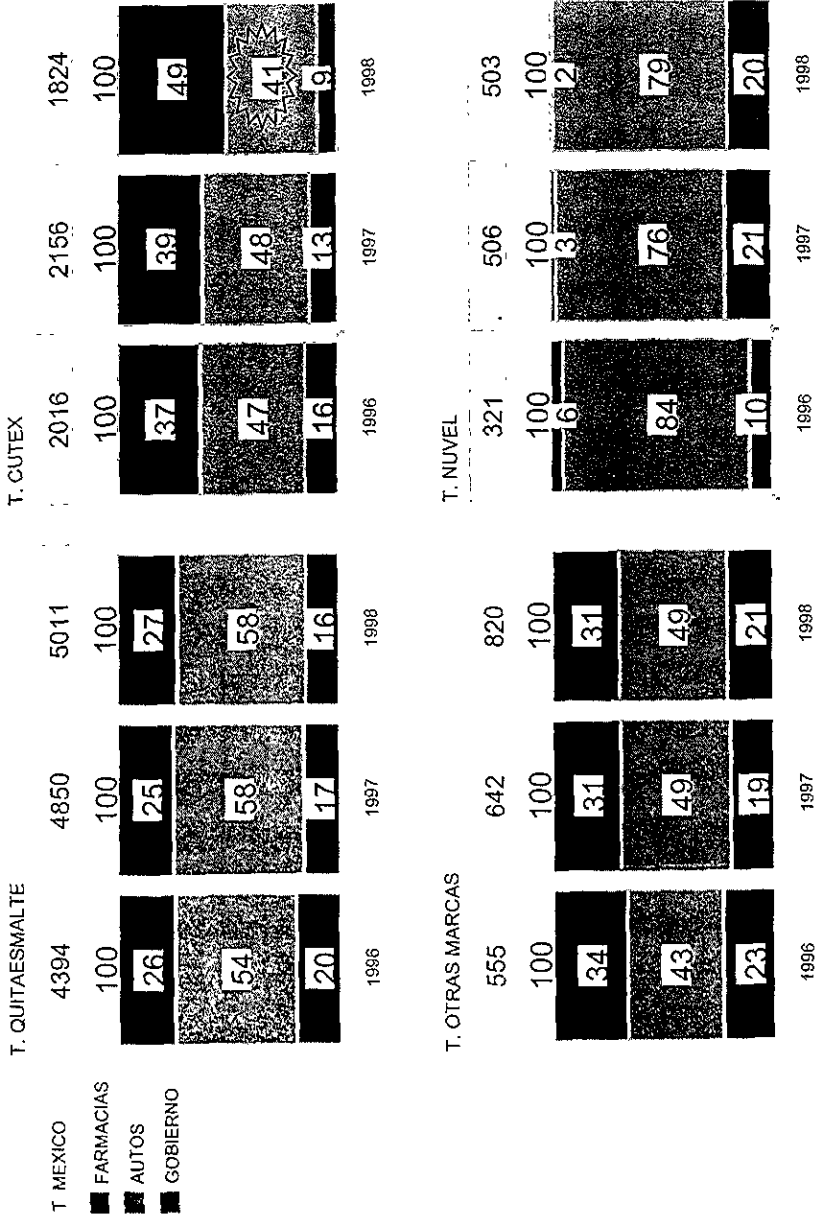 T MEXICO
FARMACIAS
AUTOS
GOBIERNO
T. QUITAESMALTE
4394 4850 5011
100 100 100
26 25 27
54 58 58
20 17 16
1996 1997 1998
T. CUTEX
2016 2156 1824
100 100 100
37 39 49
47 48 41
16 13 9
1996 1997 1998
T. OTRAS MARCAS
555 642 820
100 100 100
34 31 31
43 49 49
23 19 21
1996 1997 1998
T. NUVEL
321 506 503
100 100 100
6 3 2
84 76 79
10 21 20
1996 1997 1998